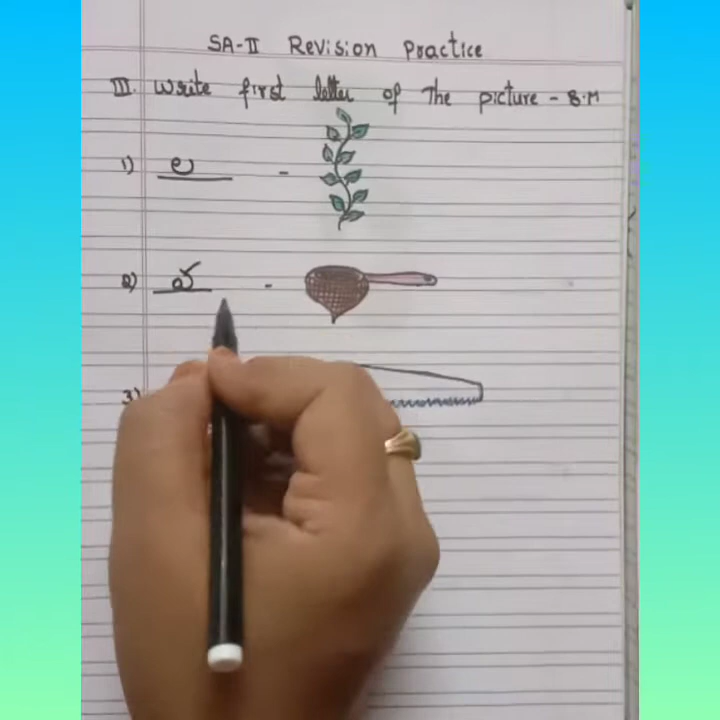 SA-II Revision Practice
III. Write first letter of The picture - 8.M
1) ల -
2) వ -
3)